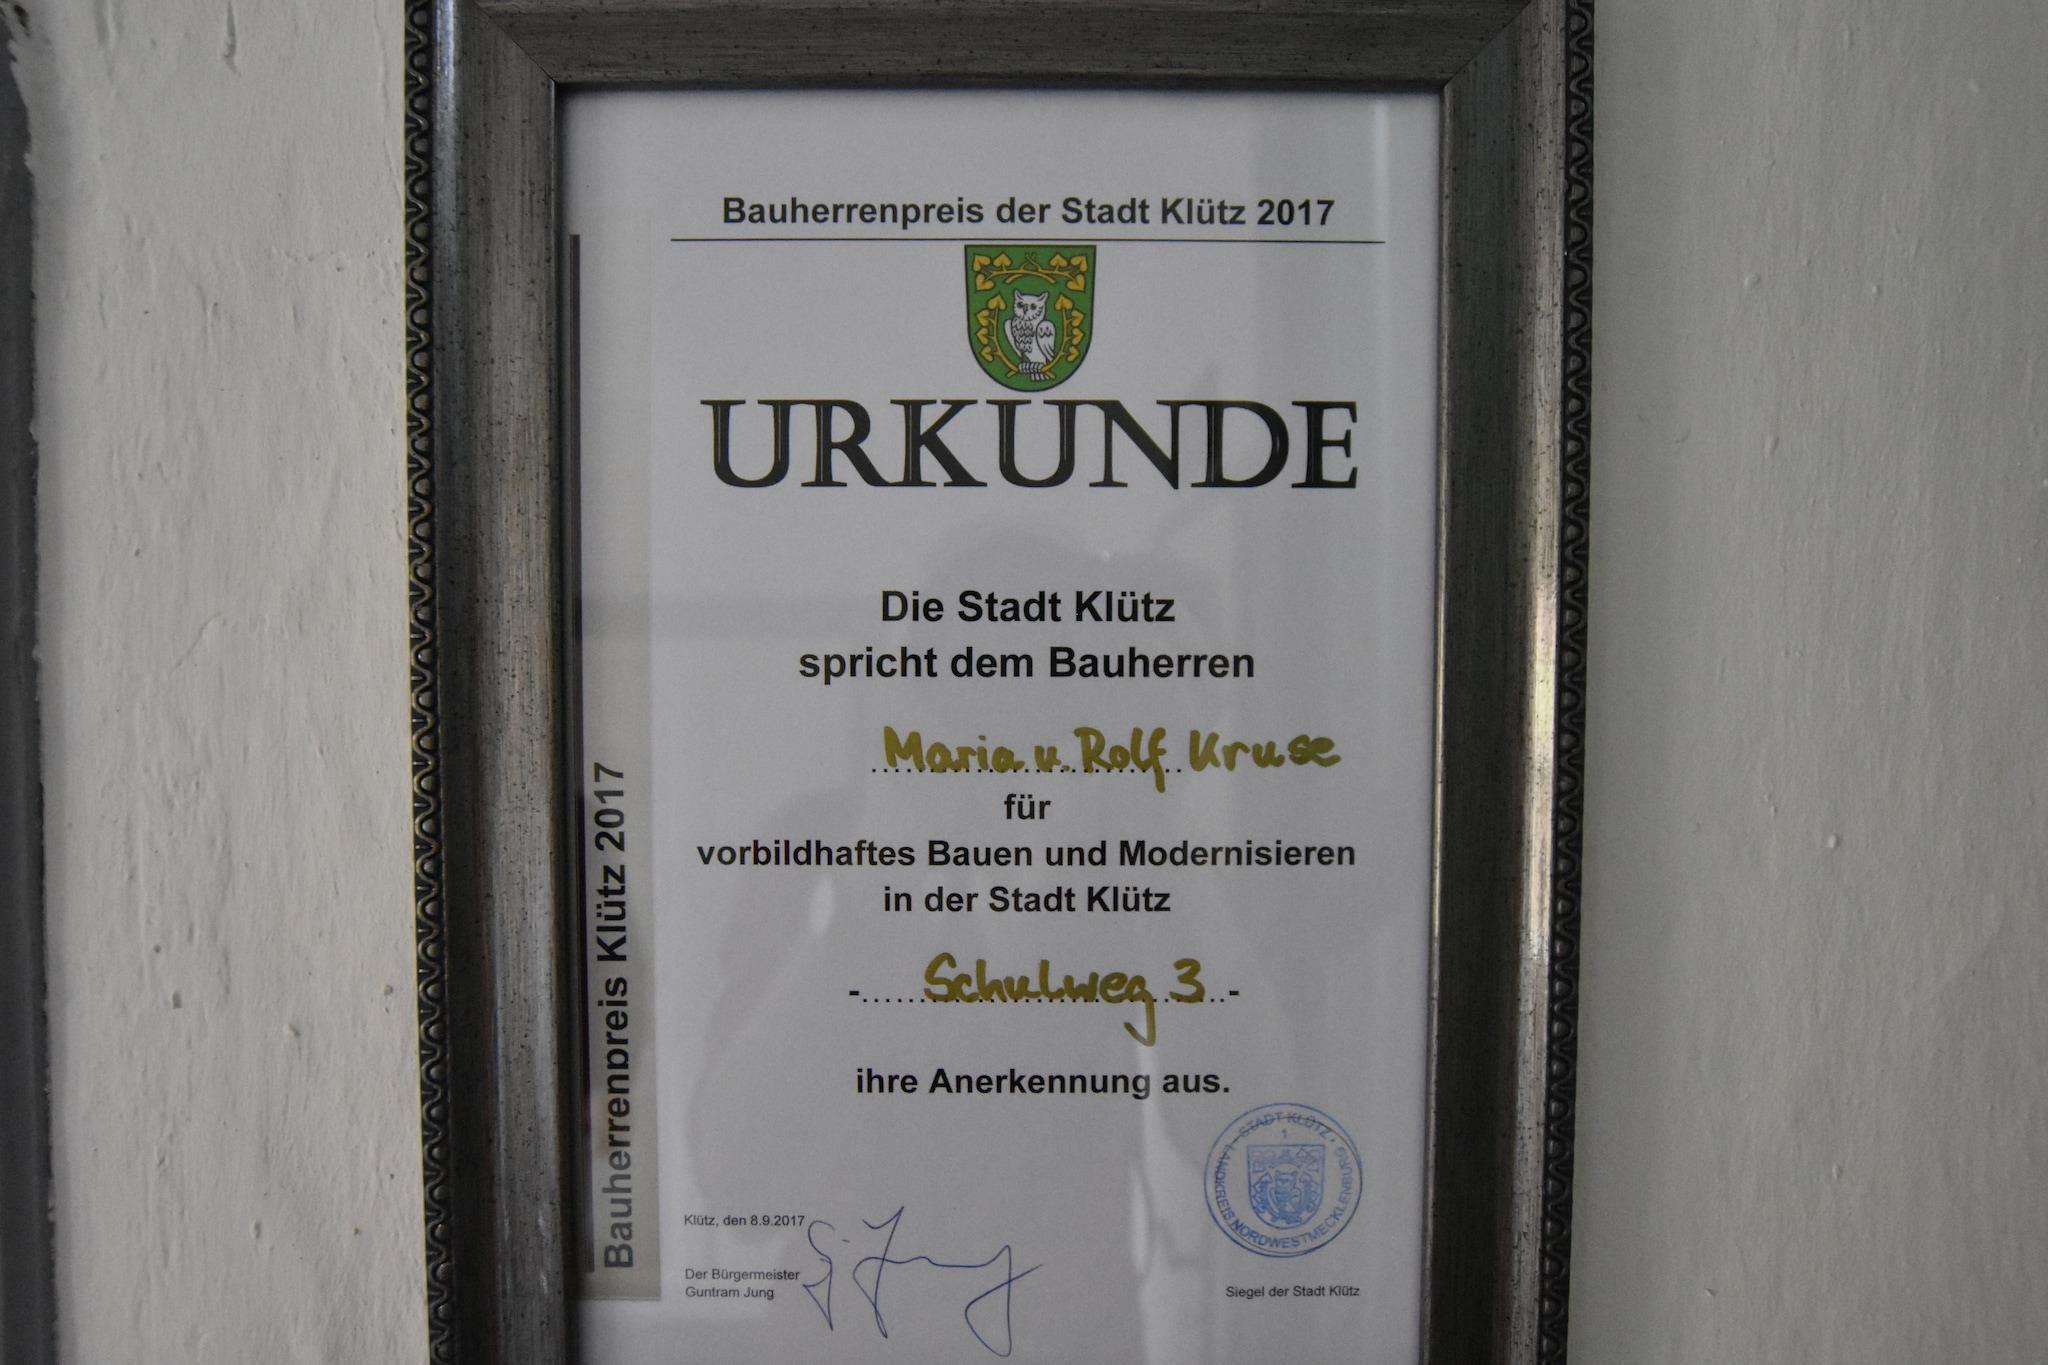 Bauherrenpreis der Stadt Klütz 2017
URKUNDE
Die Stadt Klütz
spricht dem Bauherren
Maria u. Rolf Kruse
für
vorbildhaftes Bauen und Modernisieren
in der Stadt Klütz
- Schulweg 3 -
ihre Anerkennung aus.
Klütz, den 8.9.2017
Der Bürgermeister
Guntram Jung
G. Jung
STADT KLÜTZ
1
LANDKREIS NORDWESTMECKLENBURG
Siegel der Stadt Klütz
Bauherrenpreis Klütz 2017